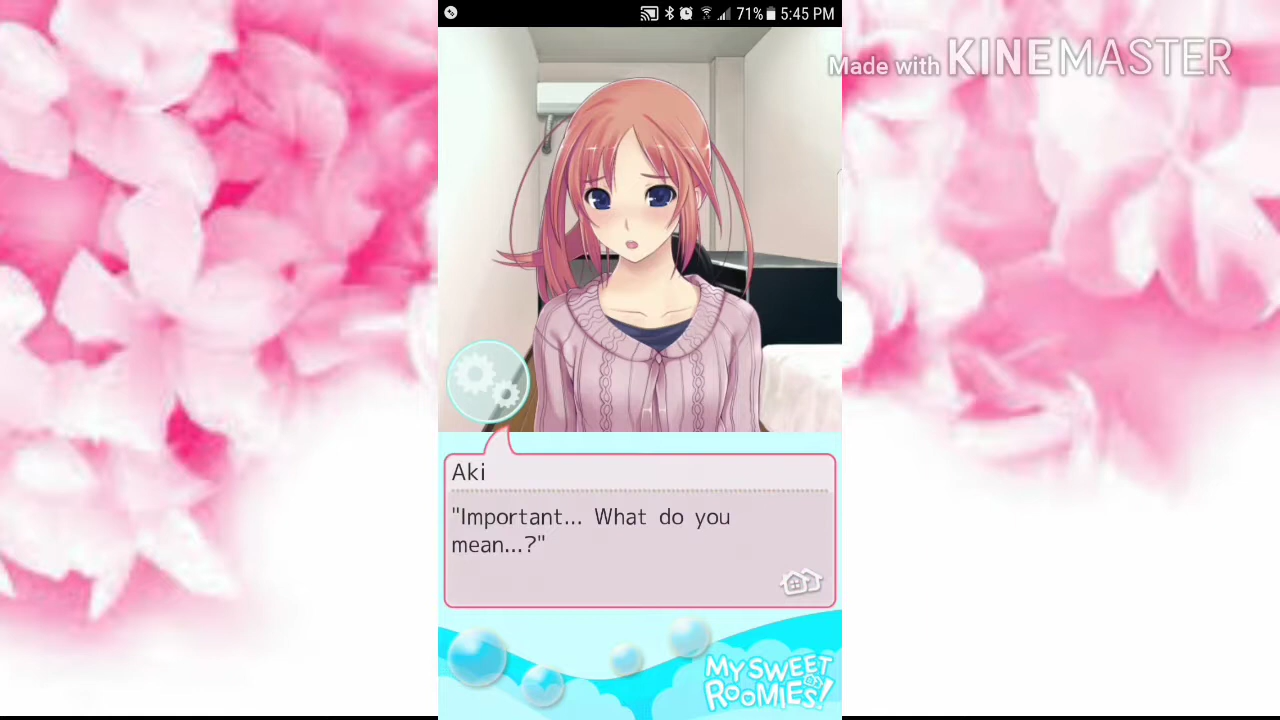 71% 5:45 PM
Made with KINEMASTER
Aki
"Important... What do you
mean...?"
MY SWEET
ROOMIES!